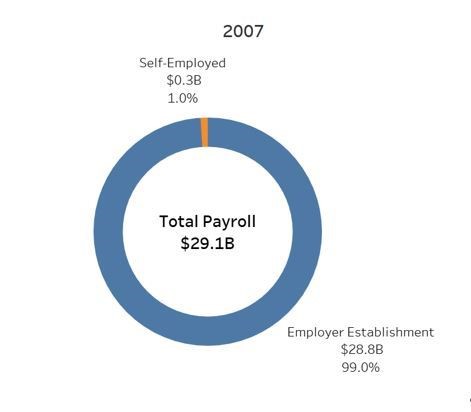 2007
Self-Employed
$0.3B
1.0%
Total Payroll
$29.1B
Employer Establishment
$28.8B
99.0%